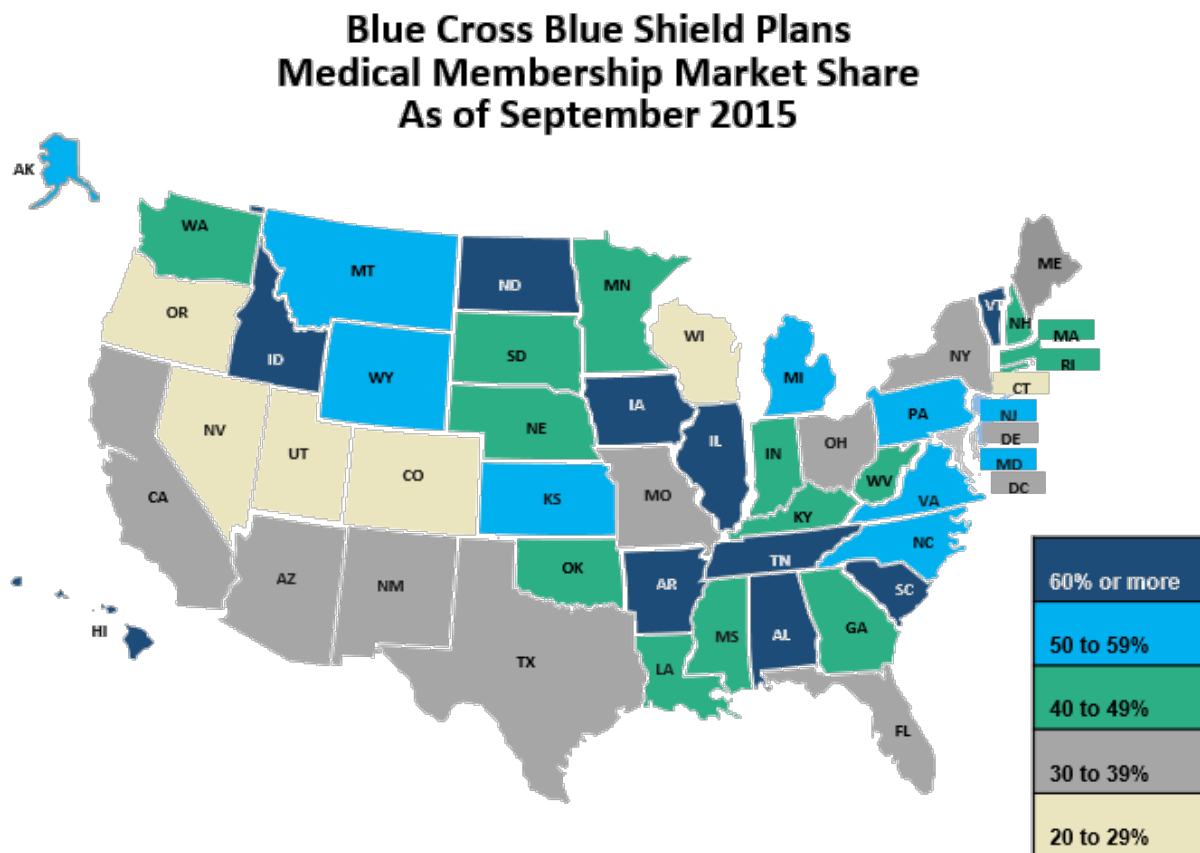 Blue Cross Blue Shield Plans
Medical Membership Market Share
As of September 2015
AK
WA
MT
ND
MN
ME
VT
NH
OR
ID
WY
SD
WI
MI
NY
MA
RI
CT
NV
UT
CO
NE
IA
IL
IN
OH
PA
NJ
DE
MD
DC
CA
KS
MO
KY
WV
VA
NC
AZ
NM
OK
AR
TN
SC
HI
TX
LA
MS
AL
GA
FL
60% or more
50 to 59%
40 to 49%
30 to 39%
20 to 29%